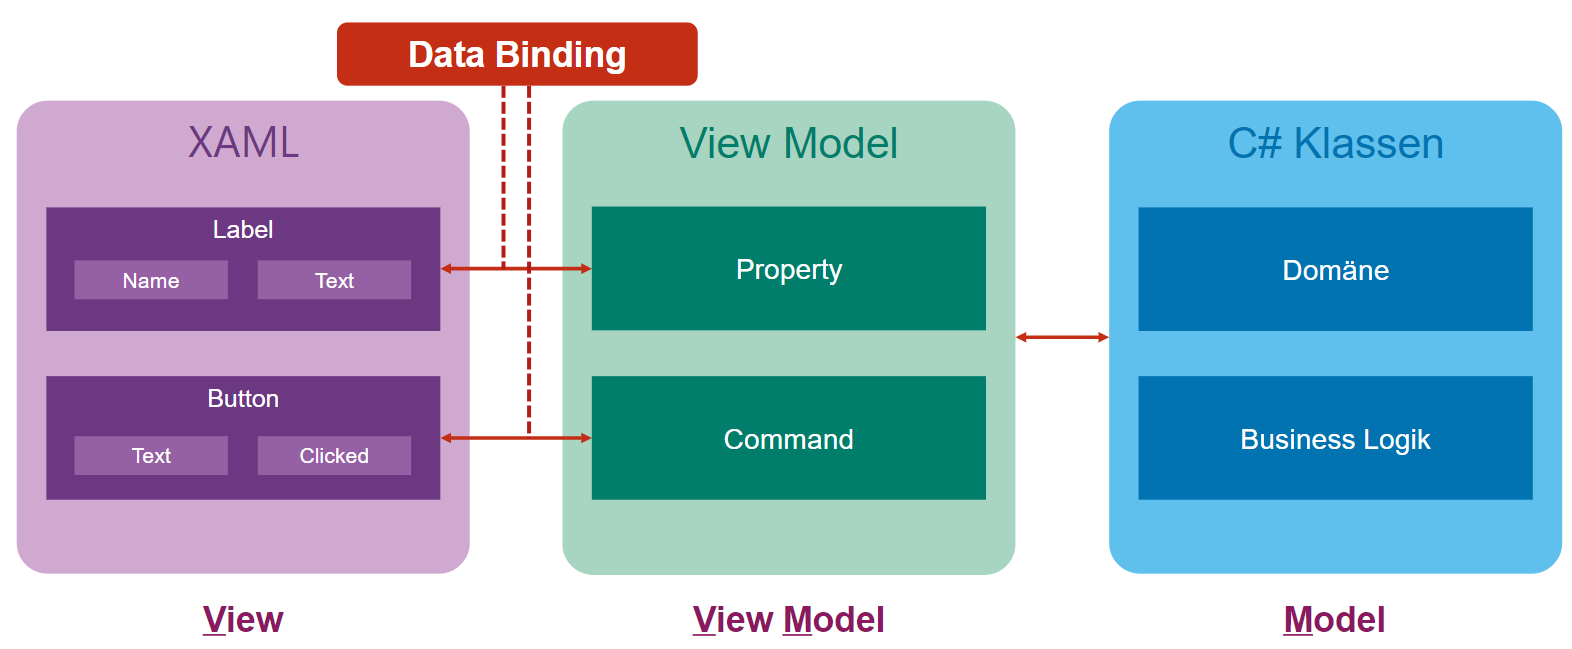 Data Binding
XAML
Label
Name
Text
Button
Text
Clicked
View
View Model
Property
Command
View Model
C# Klassen
Domäne
Business Logik
Model